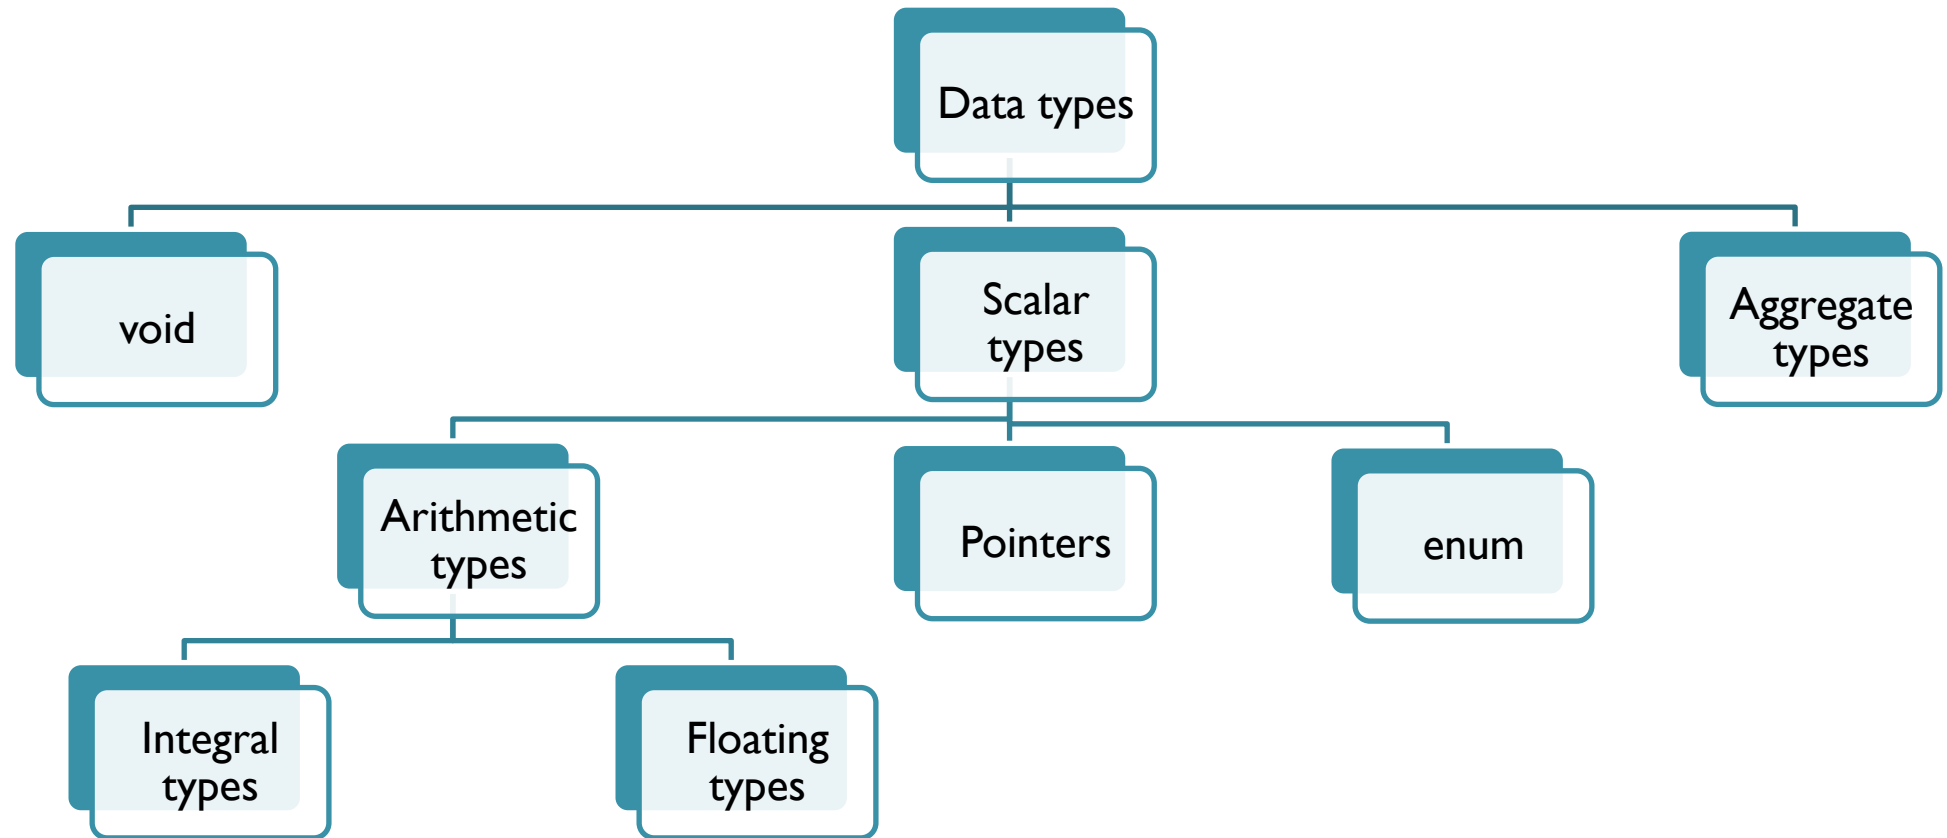 Data types
void
Scalar
types
Aggregate
types
Arithmetic
types
Pointers
enum
Integral
types
Floating
types